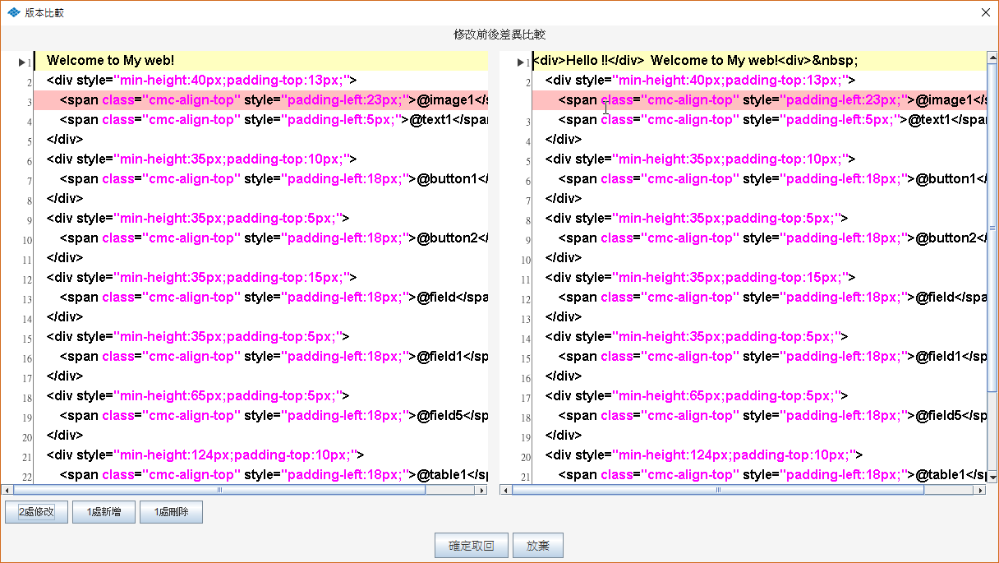 版本比較
修改前後差異比較
1 Welcome to My web!
2 <div style="min-height:40px;padding-top:13px;">
3 <span class="cmc-align-top" style="padding-left:23px;">@image1</s
4 <span class="cmc-align-top" style="padding-left:5px;">@text1</span
5 </div>
6 <div style="min-height:35px;padding-top:10px;">
7 <span class="cmc-align-top" style="padding-left:18px;">@button1</
8 </div>
9 <div style="min-height:35px;padding-top:5px;">
10 <span class="cmc-align-top" style="padding-left:18px;">@button2</
11 </div>
12 <div style="min-height:35px;padding-top:15px;">
13 <span class="cmc-align-top" style="padding-left:18px;">@field</spa
14 </div>
15 <div style="min-height:35px;padding-top:5px;">
16 <span class="cmc-align-top" style="padding-left:18px;">@field1</sp
17 </div>
18 <div style="min-height:65px;padding-top:5px;">
19 <span class="cmc-align-top" style="padding-left:18px;">@field5</sp
20 </div>
21 <div style="min-height:124px;padding-top:10px;">
22 <span class="cmc-align-top" style="padding-left:18px;">@table1</sp
1 <div>Hello !!</div> Welcome to My web!<div>&nbsp;
2 <div style="min-height:40px;padding-top:13px;">
<span class="cmc-align-top" style="padding-left:23px;">@image1</s
3 <span class="cmc-align-top" style="padding-left:5px;">@text1</span
4 </div>
5 <div style="min-height:35px;padding-top:10px;">
6 <span class="cmc-align-top" style="padding-left:18px;">@button1</
7 </div>
8 <div style="min-height:35px;padding-top:5px;">
9 <span class="cmc-align-top" style="padding-left:18px;">@button2</
10 </div>
11 <div style="min-height:35px;padding-top:15px;">
12 <span class="cmc-align-top" style="padding-left:18px;">@field</spa
13 </div>
14 <div style="min-height:35px;padding-top:5px;">
15 <span class="cmc-align-top" style="padding-left:18px;">@field1</sp
16 </div>
17 <div style="min-height:65px;padding-top:5px;">
18 <span class="cmc-align-top" style="padding-left:18px;">@field5</sp
19 </div>
20 <div style="min-height:124px;padding-top:10px;">
21 <span class="cmc-align-top" style="padding-left:18px;">@table1</sp
2處修改 1處新增 1處刪除
確定取回 放棄